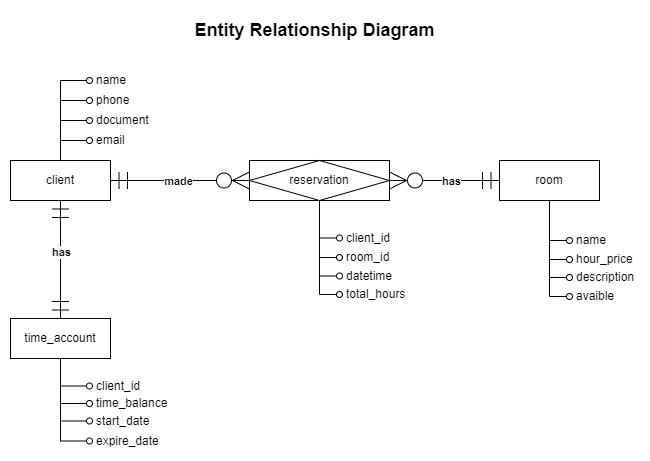 Entity Relationship Diagram
name
phone
document
email
client
made
reservation
has
room
client_id
room_id
datetime
total_hours
name
hour_price
description
avaible
has
time_account
client_id
time_balance
start_date
expire_date